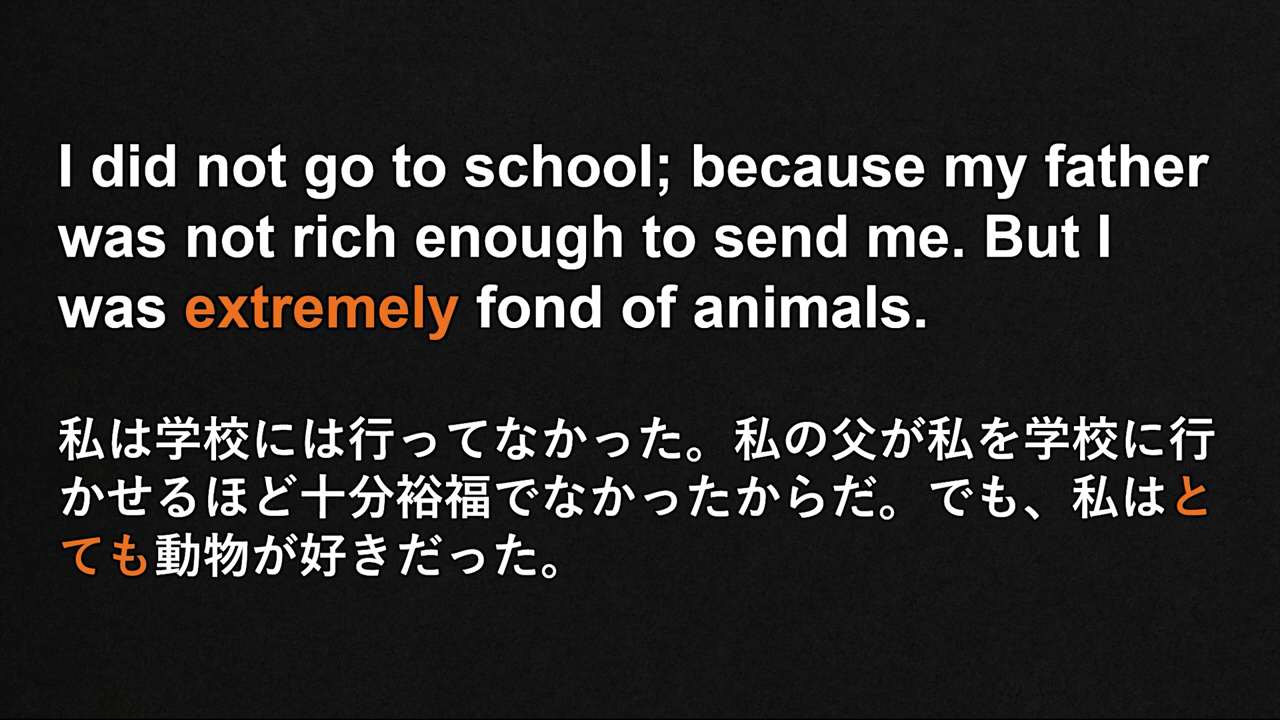 I did not go to school; because my father
was not rich enough to send me. But I
was extremely fond of animals.
私は学校には行ってなかった。私の父が私を学校に行
かせるほど十分裕福でなかったからだ。でも、私はと
ても動物が好きだった。